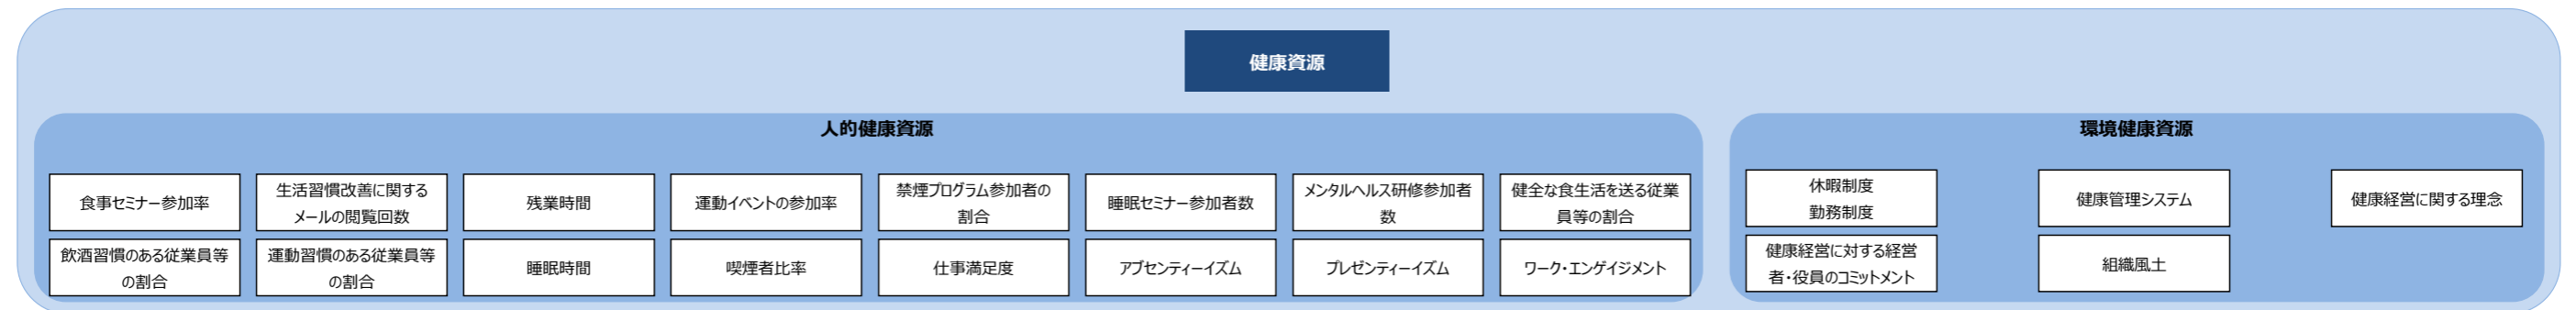 健康資源
人的健康資源
食事セミナー参加率
生活習慣改善に関する
メールの閲覧回数
残業時間
運動イベントの参加率
禁煙プログラム参加者の
割合
睡眠セミナー参加者数
メンタルヘルス研修参加者
数
健全な食生活を送る従業
員等の割合
飲酒習慣のある従業員等
の割合
運動習慣のある従業員等
の割合
睡眠時間
喫煙者比率
仕事満足度
アブセンティーイズム
プレゼンティーイズム
ワーク・エンゲイジメント
環境健康資源
休暇制度
勤務制度
健康管理システム
健康経営に関する理念
健康経営に対する経営
者・役員のコミットメント
組織風土